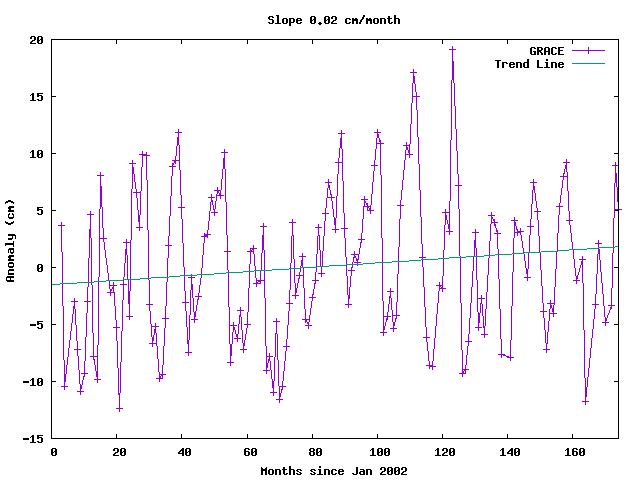 Slope 0.02 cm/month
GRACE
Trend Line
20
15
10
5
0
-5
-10
-15
Anomaly (cm)
0 20 40 60 80 100 120 140 160
Months since Jan 2002